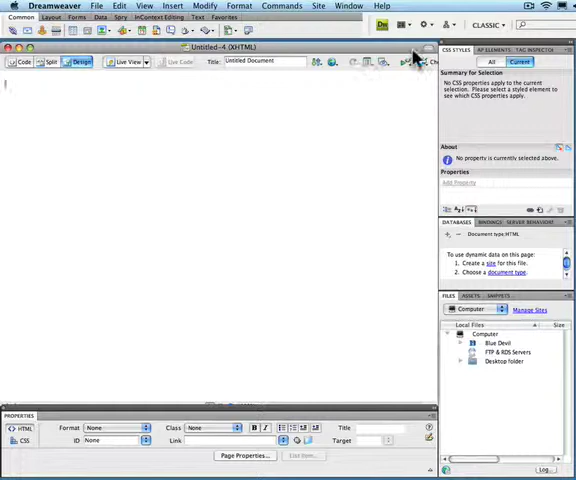 Dreamweaver File Edit View Insert Modify Format Commands Site Window Help
Common Layout Forms Data Spry InContext Editing Text Favorites
Dw CLASSIC
Untitled-4 (XHTML)
Code Split Design Live View Live Code Title: Untitled Document
CSS STYLES AP ELEMENTS TAG INSPECTOR
All Current
Summary for Selection
No CSS properties apply to the current
selection. Please select a styled element to
see which CSS properties apply.
About
No property is currently selected above.
Properties
Add Property
DATABASES BINDINGS SERVER BEHAVIOR
Document type:HTML
To use dynamic data on this page:
1. Create a site for this file.
2. Choose a document type.
FILES ASSETS SNIPPETS
Computer Manage Sites
Local Files Size
Computer
Blue Devil
FTP & RDS Servers
Desktop folder
Log...
PROPERTIES
HTML Format None Class None B I Title
CSS ID None Link Target
Page Properties... List Item...